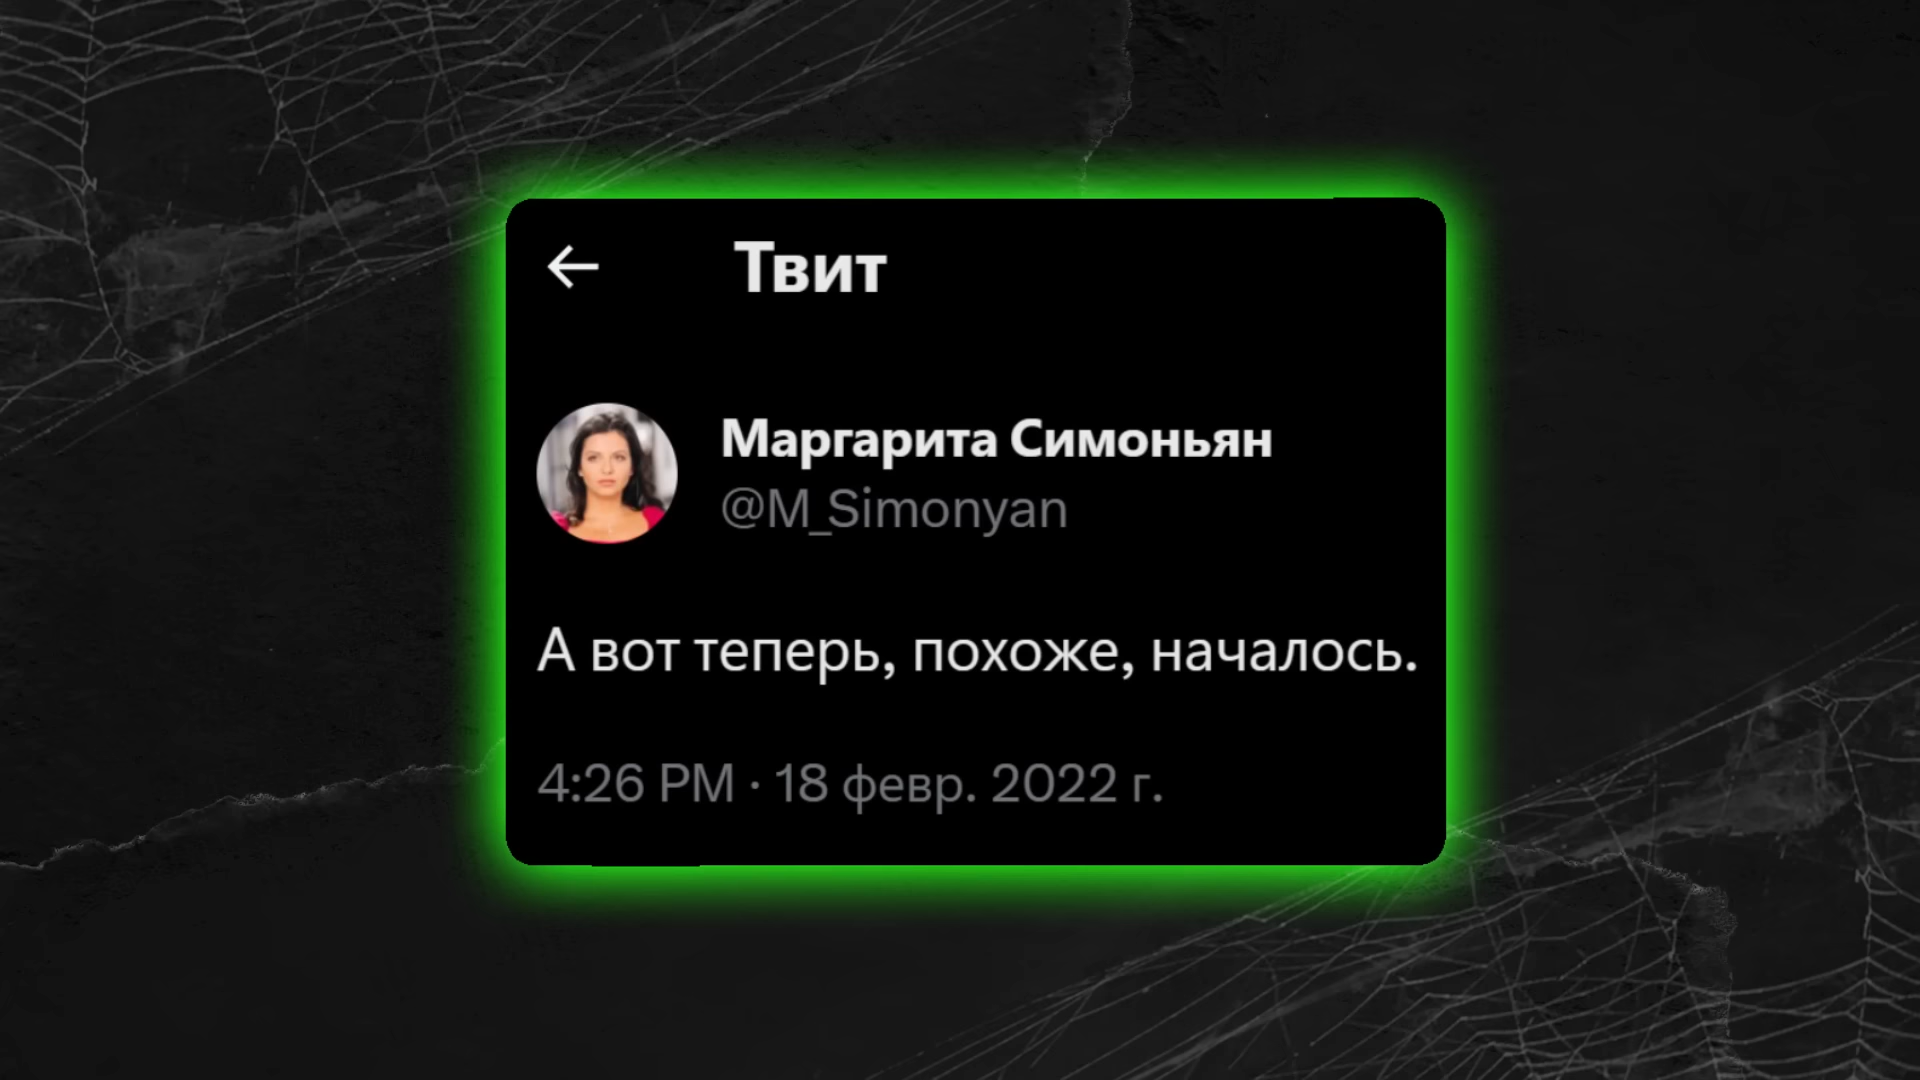 Твит
Маргарита Симоньян
@M_Simonyan
А вот теперь, похоже, началось.
4:26 PM · 18 февр. 2022 г.